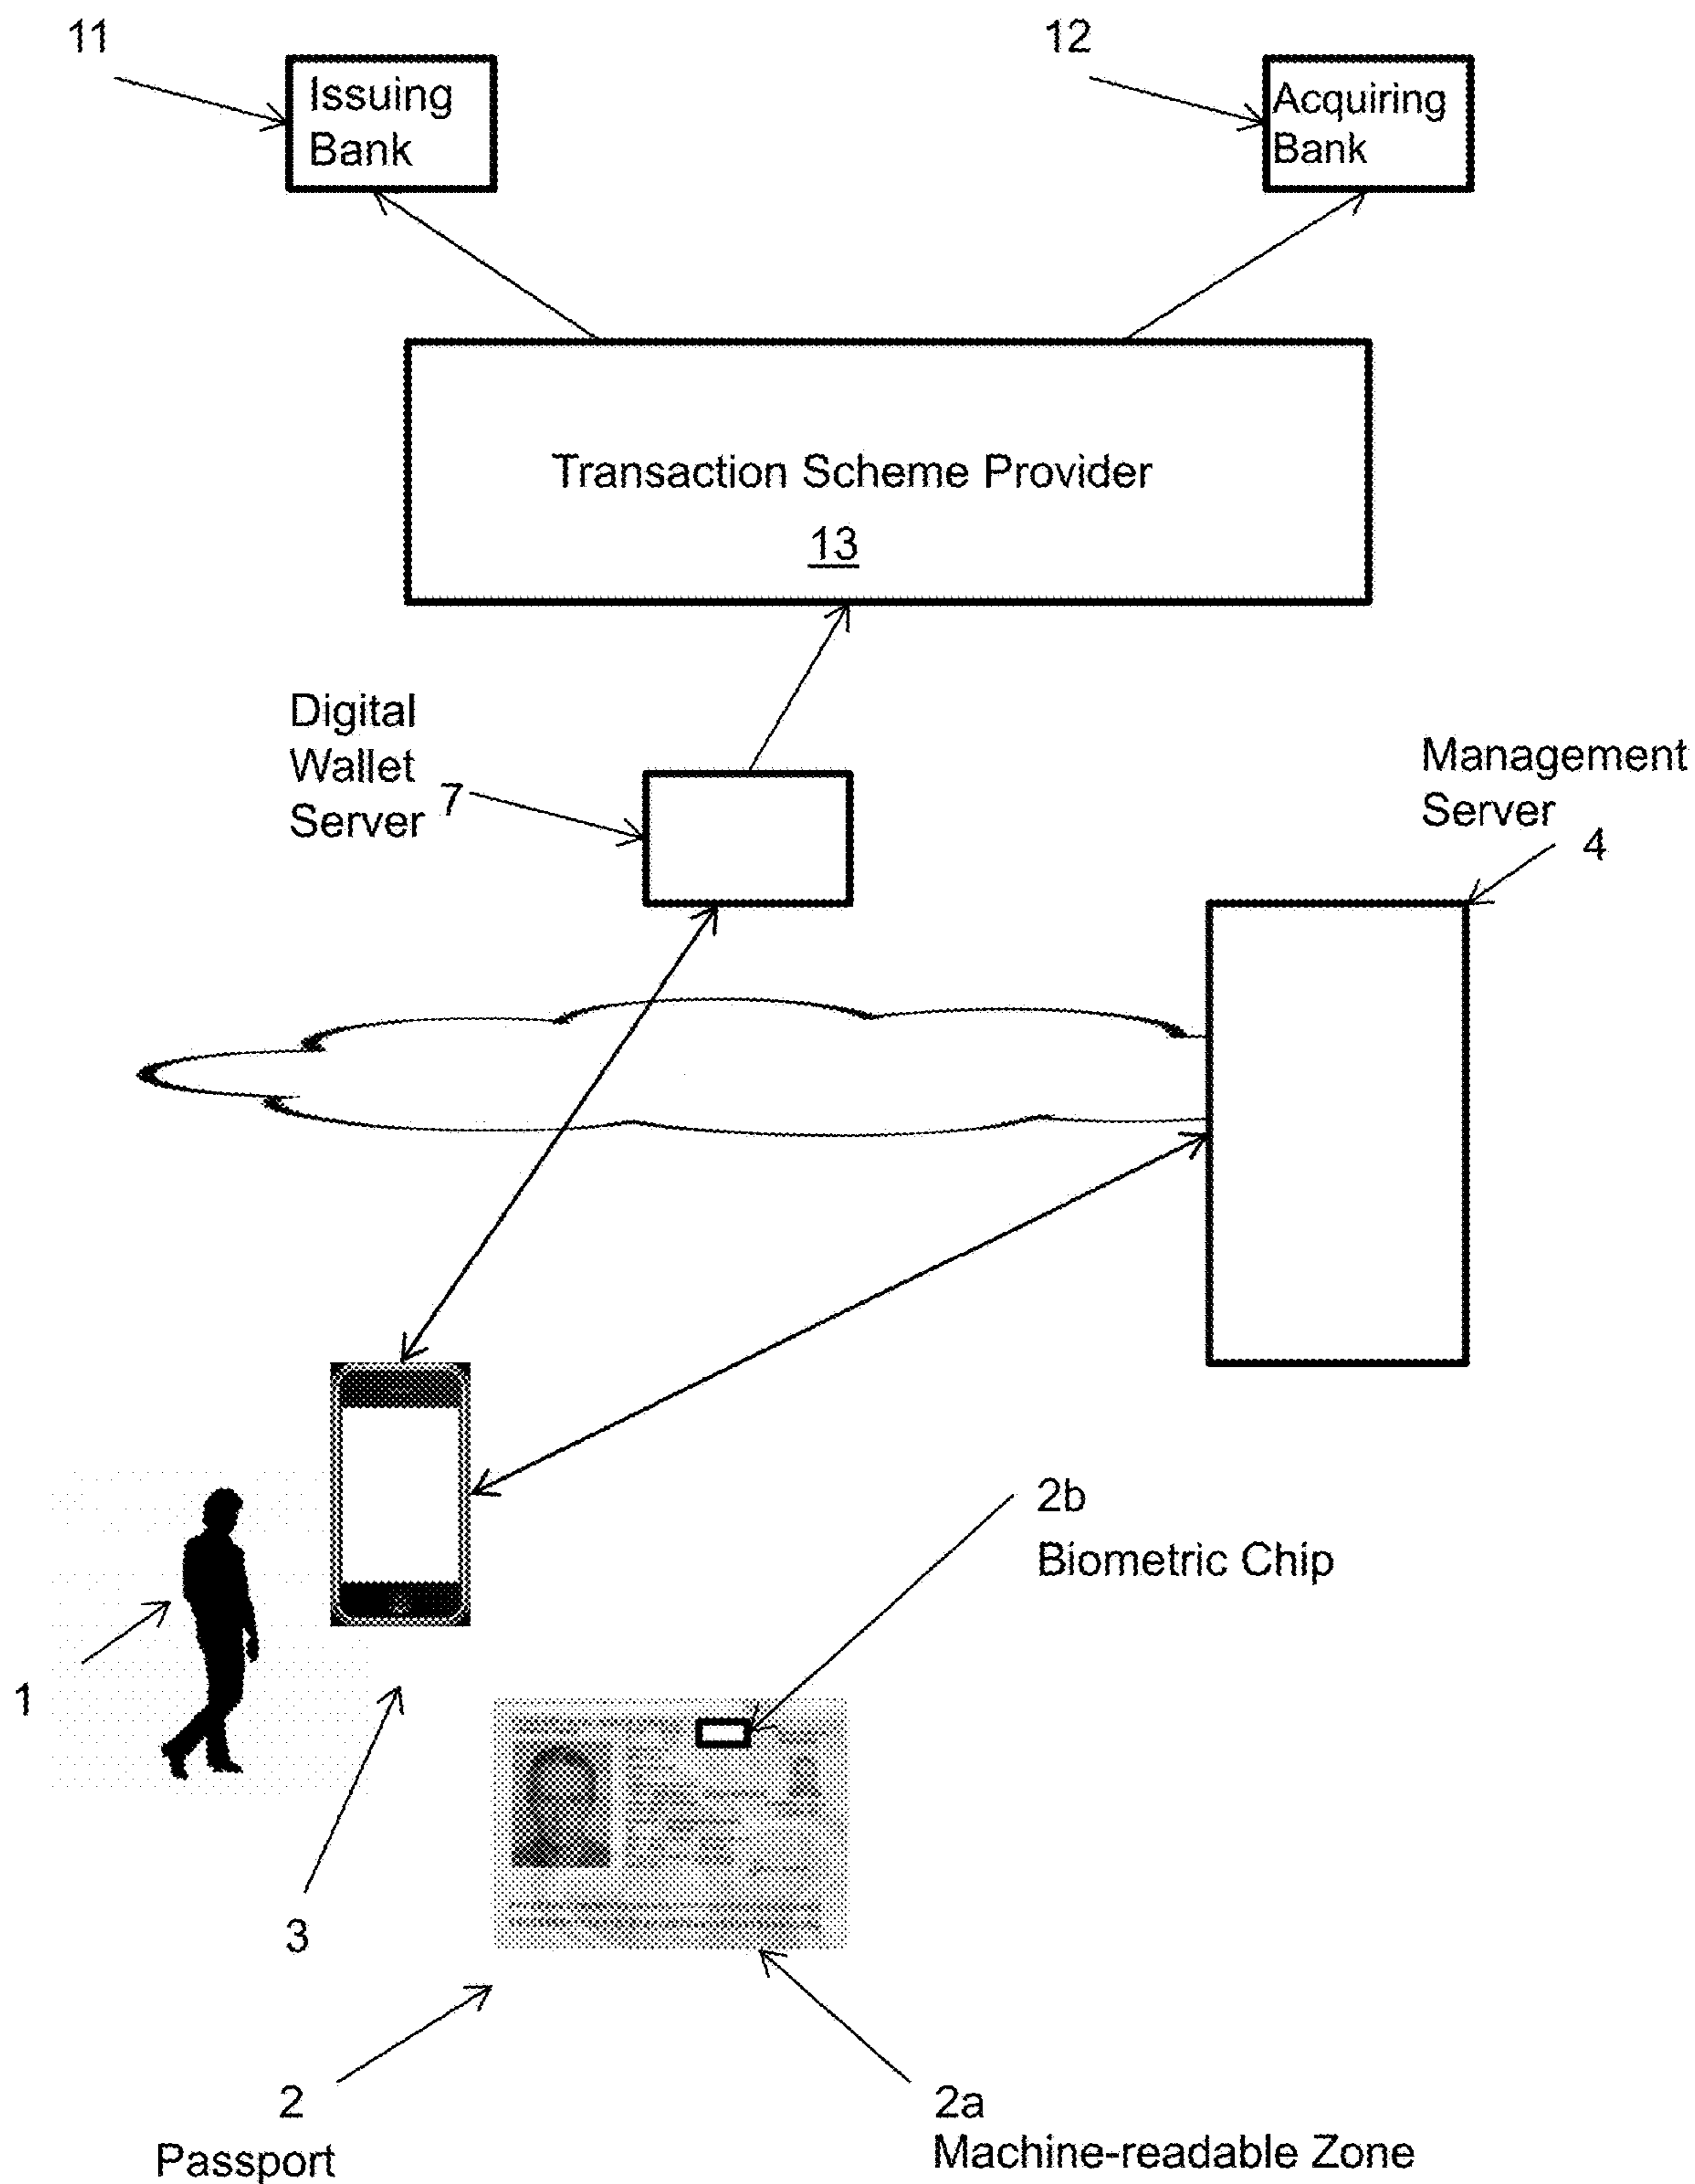 11
12
Issuing
Bank
Acquiring
Bank
Transaction Scheme Provider
13
Digital
Wallet
Server
7
Management
Server
4
2b
Biometric Chip
1
3
2
Passport
2a
Machine-readable Zone